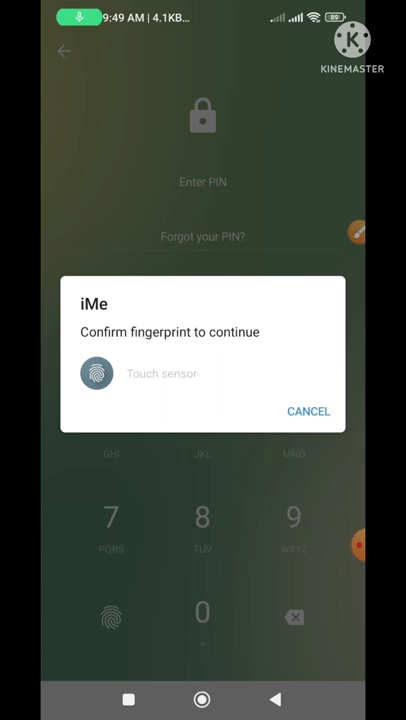 9:49 AM | 4.1KB...
89
KINEMASTER
Enter PIN
Forgot your PIN?
iMe
Confirm fingerprint to continue
Touch sensor
CANCEL
GHI JKL MNO
7 8 9
PQRS TUV WXYZ
0